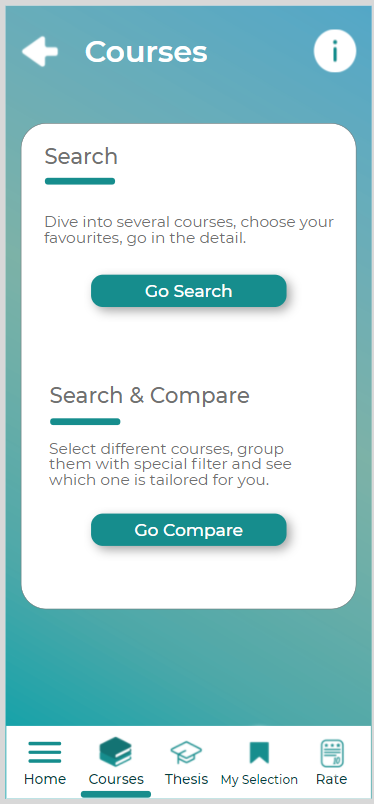 Courses
i
Search
Dive into several courses, choose your
favourites, go in the detail.
Go Search
Search & Compare
Select different courses, group
them with special filter and see
which one is tailored for you.
Go Compare
Home Courses Thesis My Selection Rate